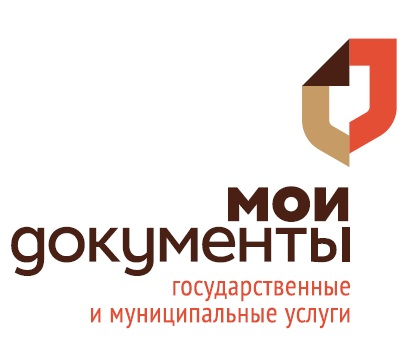 мои
документы
государственные
и муниципальные услуги